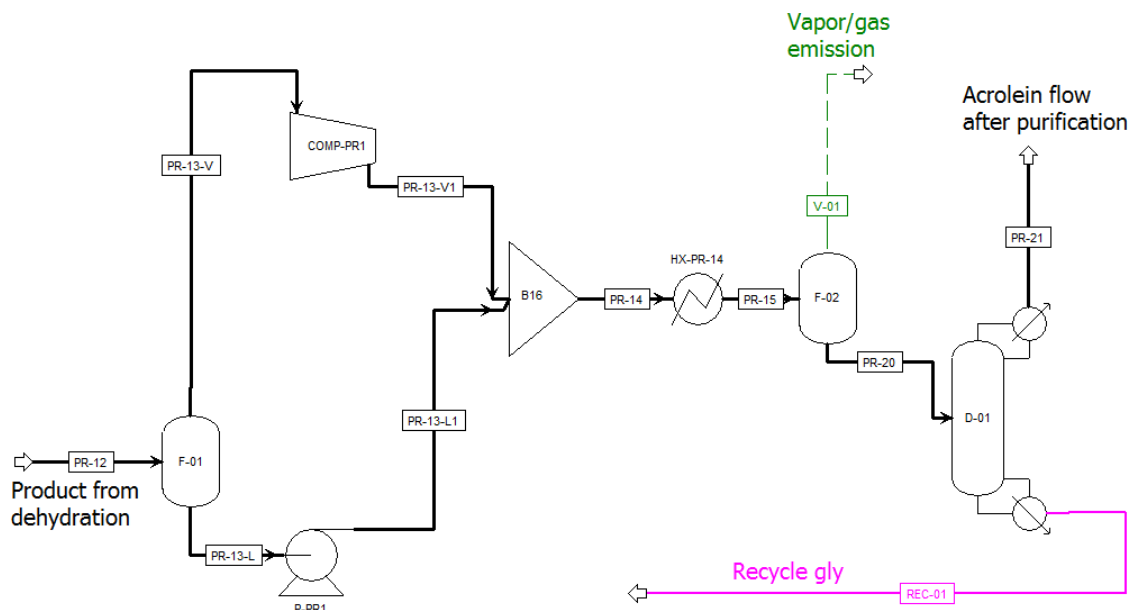 Vapor/gas
emission
Acrolein flow
after purification
COMP-PR1
PR-13-V
PR-13-V1
V-01
PR-21
HX-PR-14
B16
PR-14
PR-15
F-02
PR-20
PR-13-L1
D-01
PR-12
F-01
Product from
dehydration
PR-13-L
Recycle gly
REC-01
P-PR1